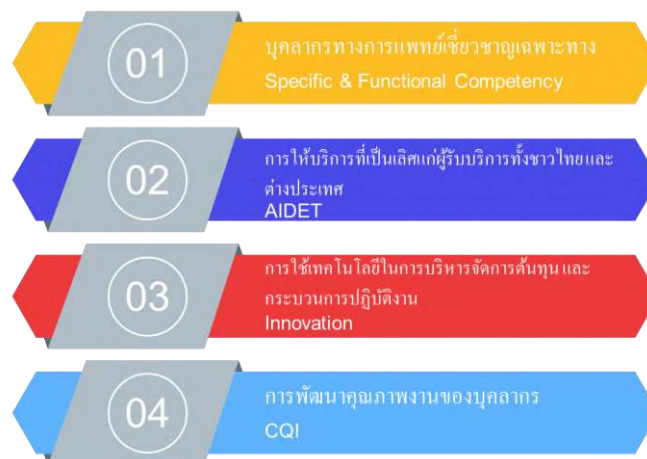 01
บุคลากรทางการแพทย์เชี่ยวชาญเฉพาะทาง
Specific & Functional Competency
02
การให้บริการที่เป็นเลิศแก่ผู้รับบริการทั้งชาวไทยและ
ต่างประเทศ
AIDET
03
การใช้เทคโนโลยีในการบริหารจัดการต้นทุน และ
กระบวนการปฏิบัติงาน
Innovation
04
การพัฒนาคุณภาพงานของบุคลากร
CQI